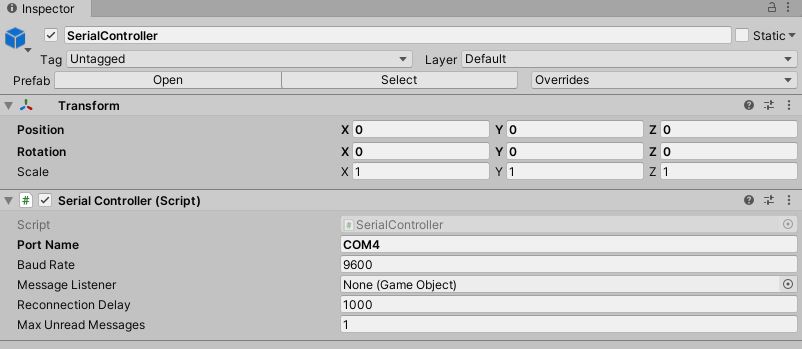 Inspector
SerialController Static
Tag Untagged Layer Default
Prefab Open Select Overrides
Transform
Position X 0 Y 0 Z 0
Rotation X 0 Y 0 Z 0
Scale X 1 Y 1 Z 1
# Serial Controller (Script)
Script # SerialController
Port Name COM4
Baud Rate 9600
Message Listener None (Game Object)
Reconnection Delay 1000
Max Unread Messages 1